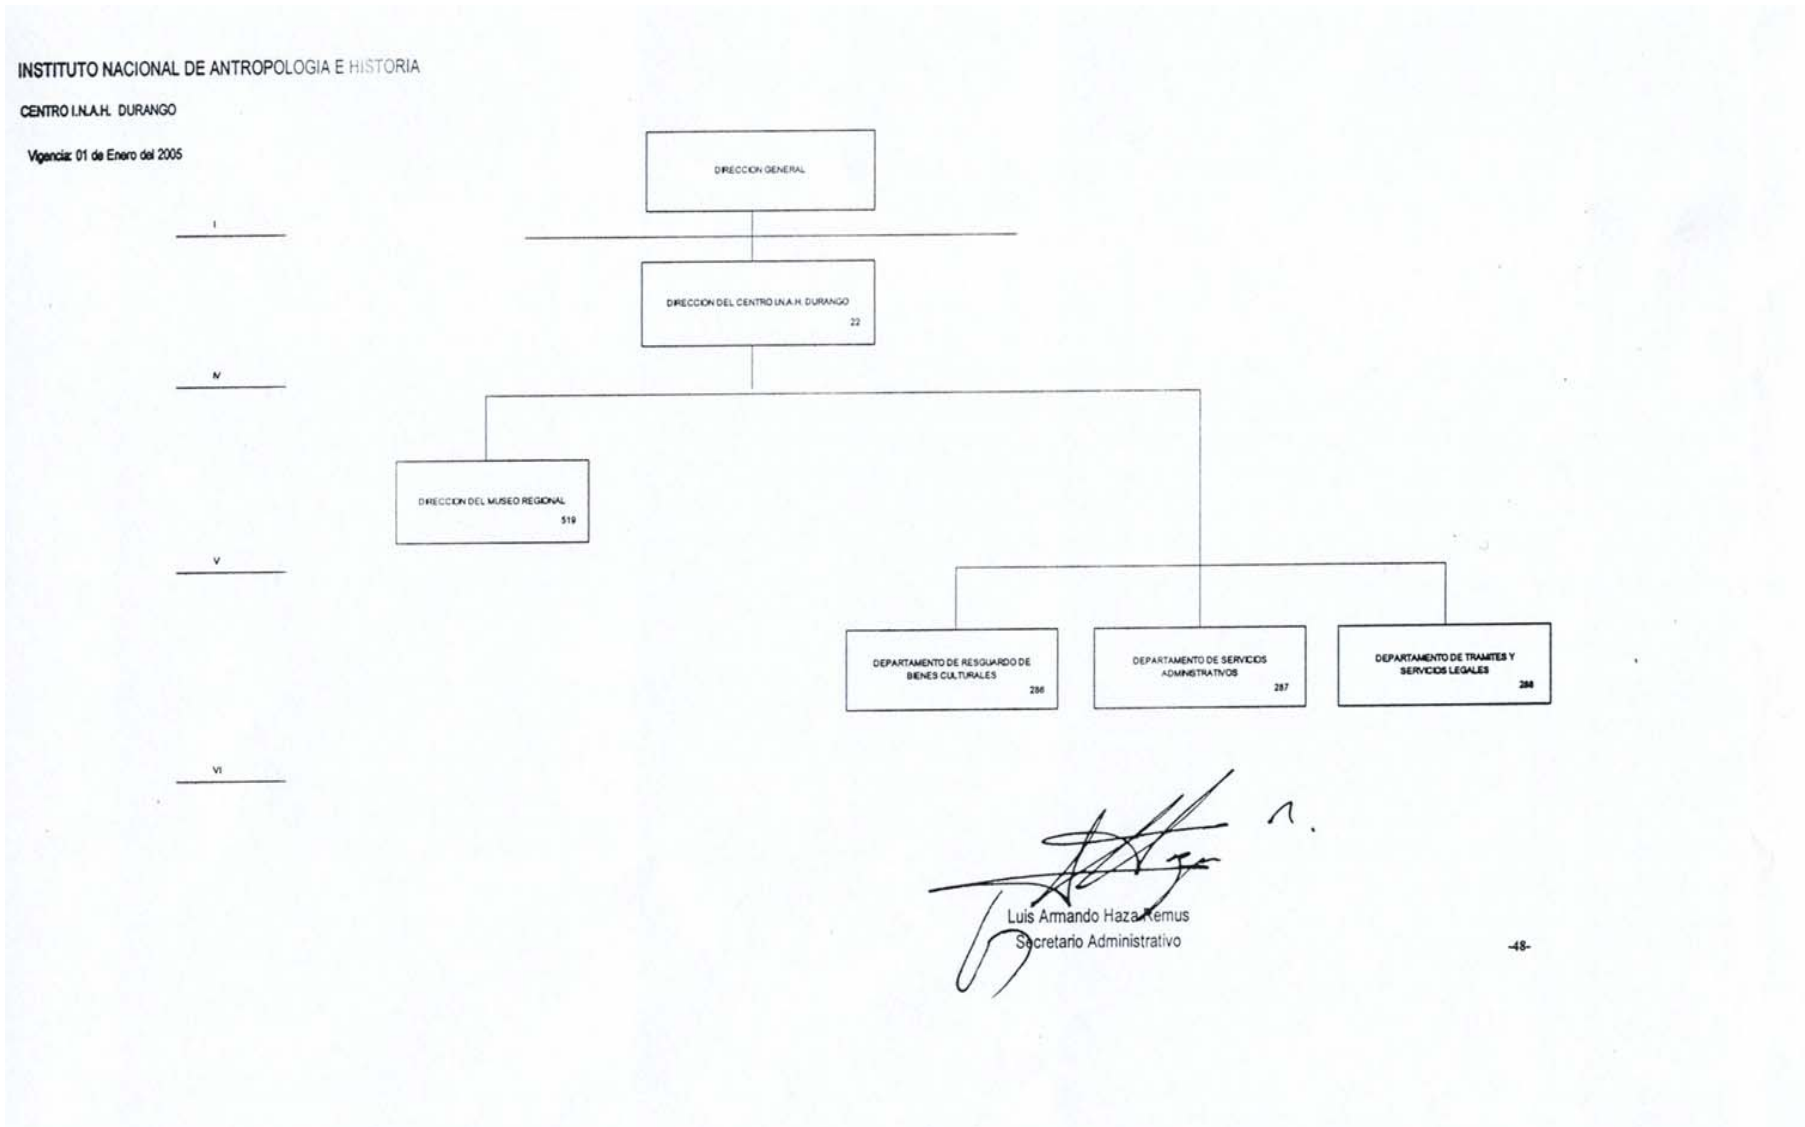 INSTITUTO NACIONAL DE ANTROPOLOGIA E HISTORIA
CENTRO I.N.A.H. DURANGO
Vigencia: 01 de Enero del 2005
DIRECCION GENERAL
I
DIRECCION DEL CENTRO I.N.A.H. DURANGO
22
IV
DIRECCION DEL MUSEO REGIONAL
519
V
DEPARTAMENTO DE RESGUARDO DE
BIENES CULTURALES
286
DEPARTAMENTO DE SERVICIOS
ADMINISTRATIVOS
287
DEPARTAMENTO DE TRAMITES Y
SERVICIOS LEGALES
288
VI
Luis Armando Haza Remus
Secretario Administrativo
-48-